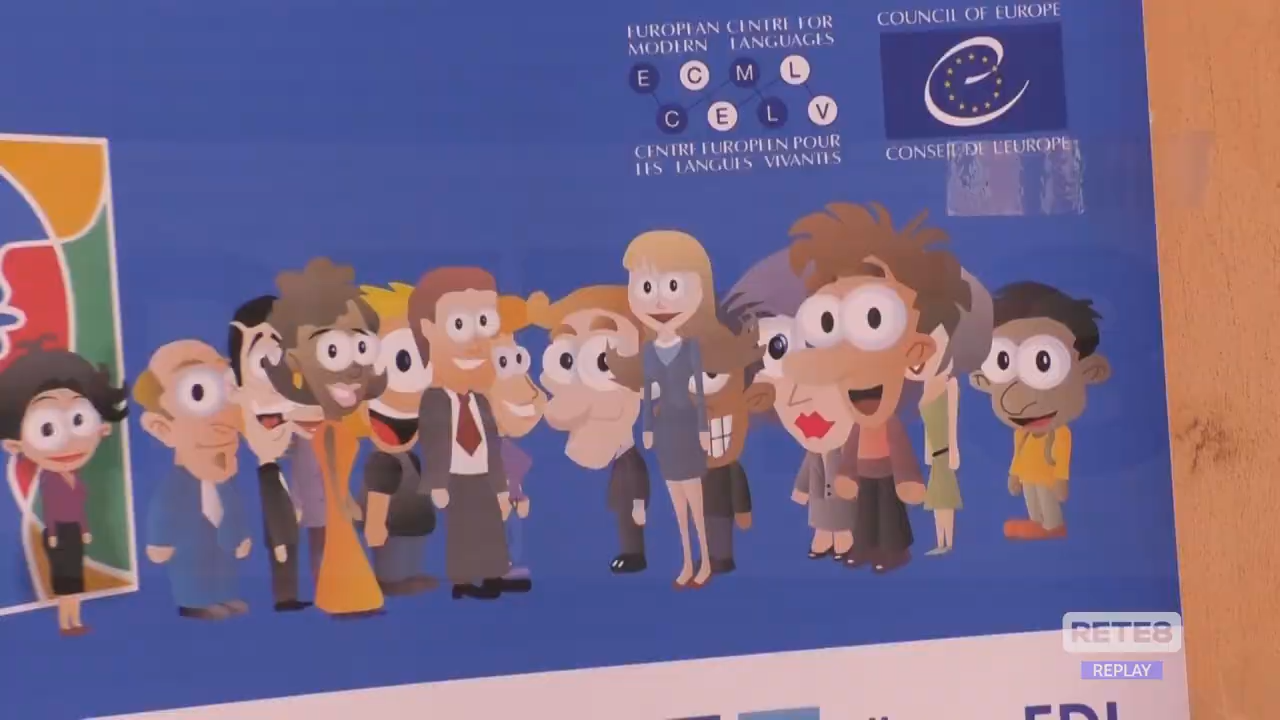 EUROPEAN CENTRE FOR
MODERN LANGUAGES
E C M L
C E L V
CENTRE EUROPEEN POUR
LES LANGUES VIVANTES
COUNCIL OF EUROPE
CONSEIL DE L'EUROPE
RETE8
REPLAY